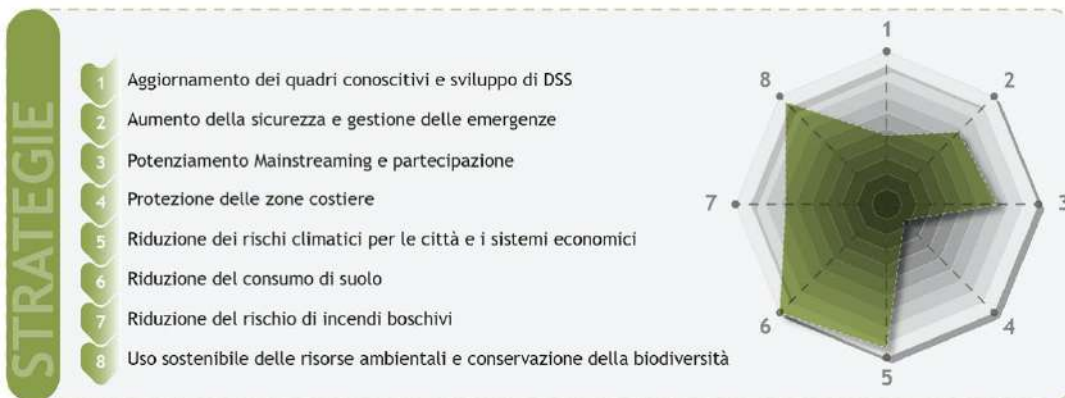 STRATEGIE
1 Aggiornamento dei quadri conoscitivi e sviluppo di DSS
2 Aumento della sicurezza e gestione delle emergenze
3 Potenziamento Mainstreaming e partecipazione
4 Protezione delle zone costiere
5 Riduzione dei rischi climatici per le città e i sistemi economici
6 Riduzione del consumo di suolo
7 Riduzione del rischio di incendi boschivi
8 Uso sostenibile delle risorse ambientali e conservazione della biodiversità
1
2
3
4
5
6
7
8